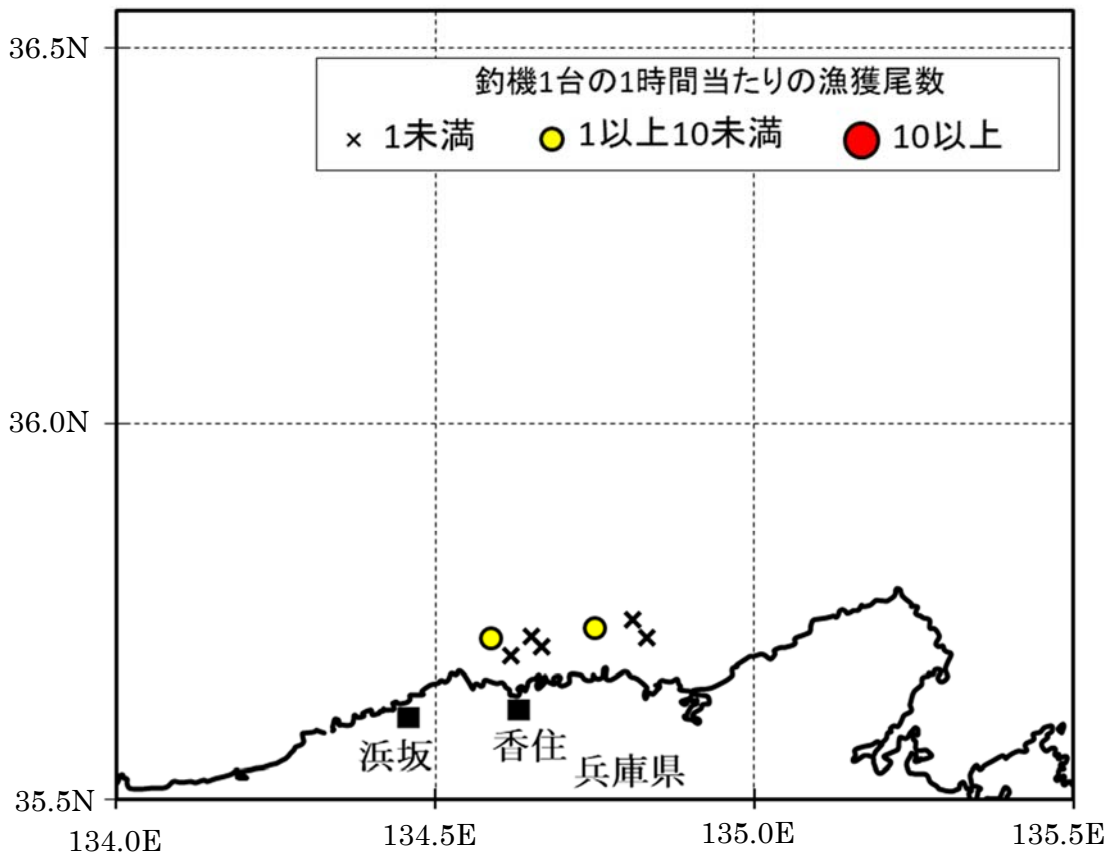 36.5N
釣機1台の1時間当たりの漁獲尾数
× 1未満 1以上10未満 10以上
36.0N
浜坂 香住 兵庫県
35.5N
134.0E 134.5E 135.0E 135.5E